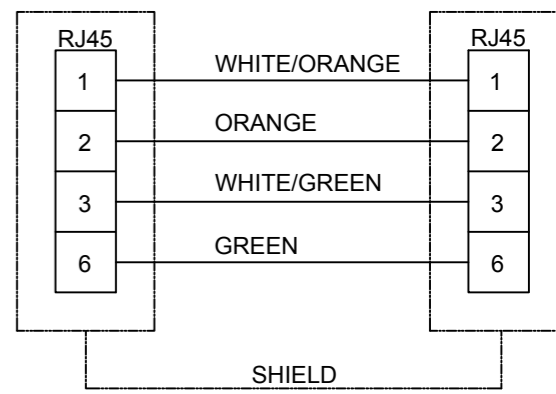 RJ45 RJ45
1 WHITE/ORANGE 1
2 ORANGE 2
3 WHITE/GREEN 3
6 GREEN 6
SHIELD